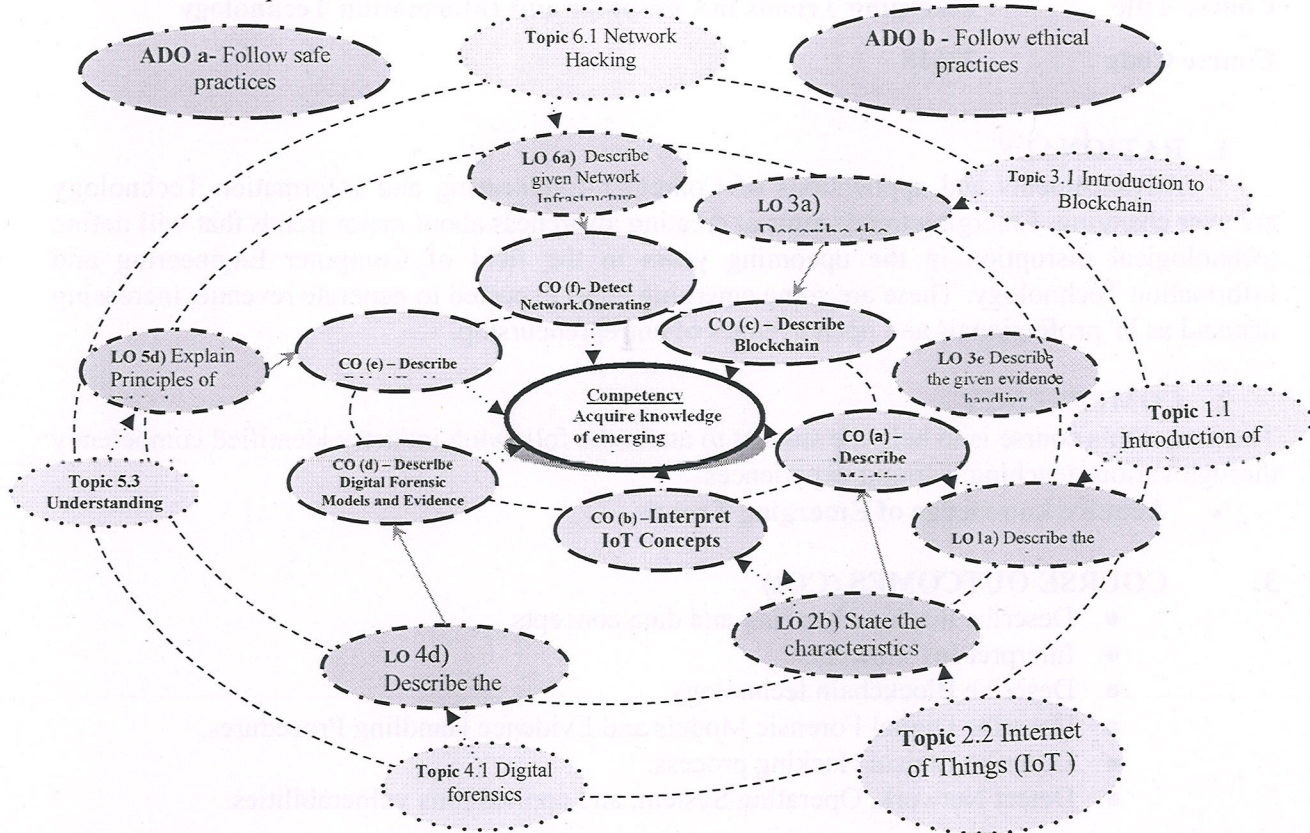 ADO a- Follow safe
practices
Topic 6.1 Network
Hacking
ADO b - Follow ethical
practices
LO 6a) Describe
given Network
Infrastructure
LO 3a)
Topic 3.1 Introduction to
Blockchain
CO (f)- Detect
Network, Operating
CO (c) – Describe
Blockchain
LO 5d) Explain
Principles of
CO (e) – Describe
LO 3e Describe
the given evidence
handling
Competency
Acquire knowledge
of emerging
Topic 1.1
Introduction of
CO (a) –
Describe
CO (d) – Describe
Digital Forensic
Models and Evidence
Topic 5.3
Understanding
CO (b) –Interpret
IoT Concepts
LO1a) Describe the
LO 2b) State the
characteristics
LO 4d)
Describe the
Topic 2.2 Internet
of Things (IoT )
Topic 4.1 Digital
forensics